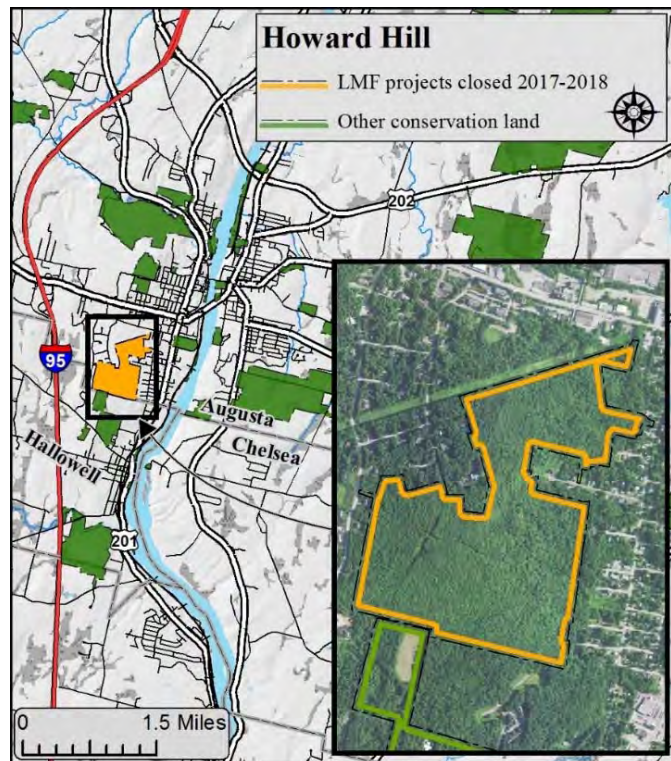 Howard Hill
LMF projects closed 2017-2018
Other conservation land
202
95
Augusta
Chelsea
Hallowell
201
0 1.5 Miles